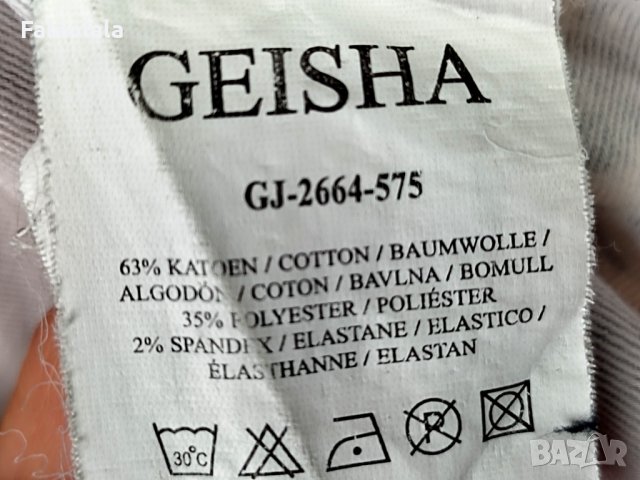 GEISHA
GJ-2664-575
63% KATOEN / COTTON / BAUMWOLLE /
ALGODÓN / COTON / BAVLNA / BOMULL
35% POLYESTER / POLIÉSTER
2% SPANDEX / ELASTANE / ELASTICO /
ÉLASTHANNE / ELASTAN
30°C
P
BAZAR